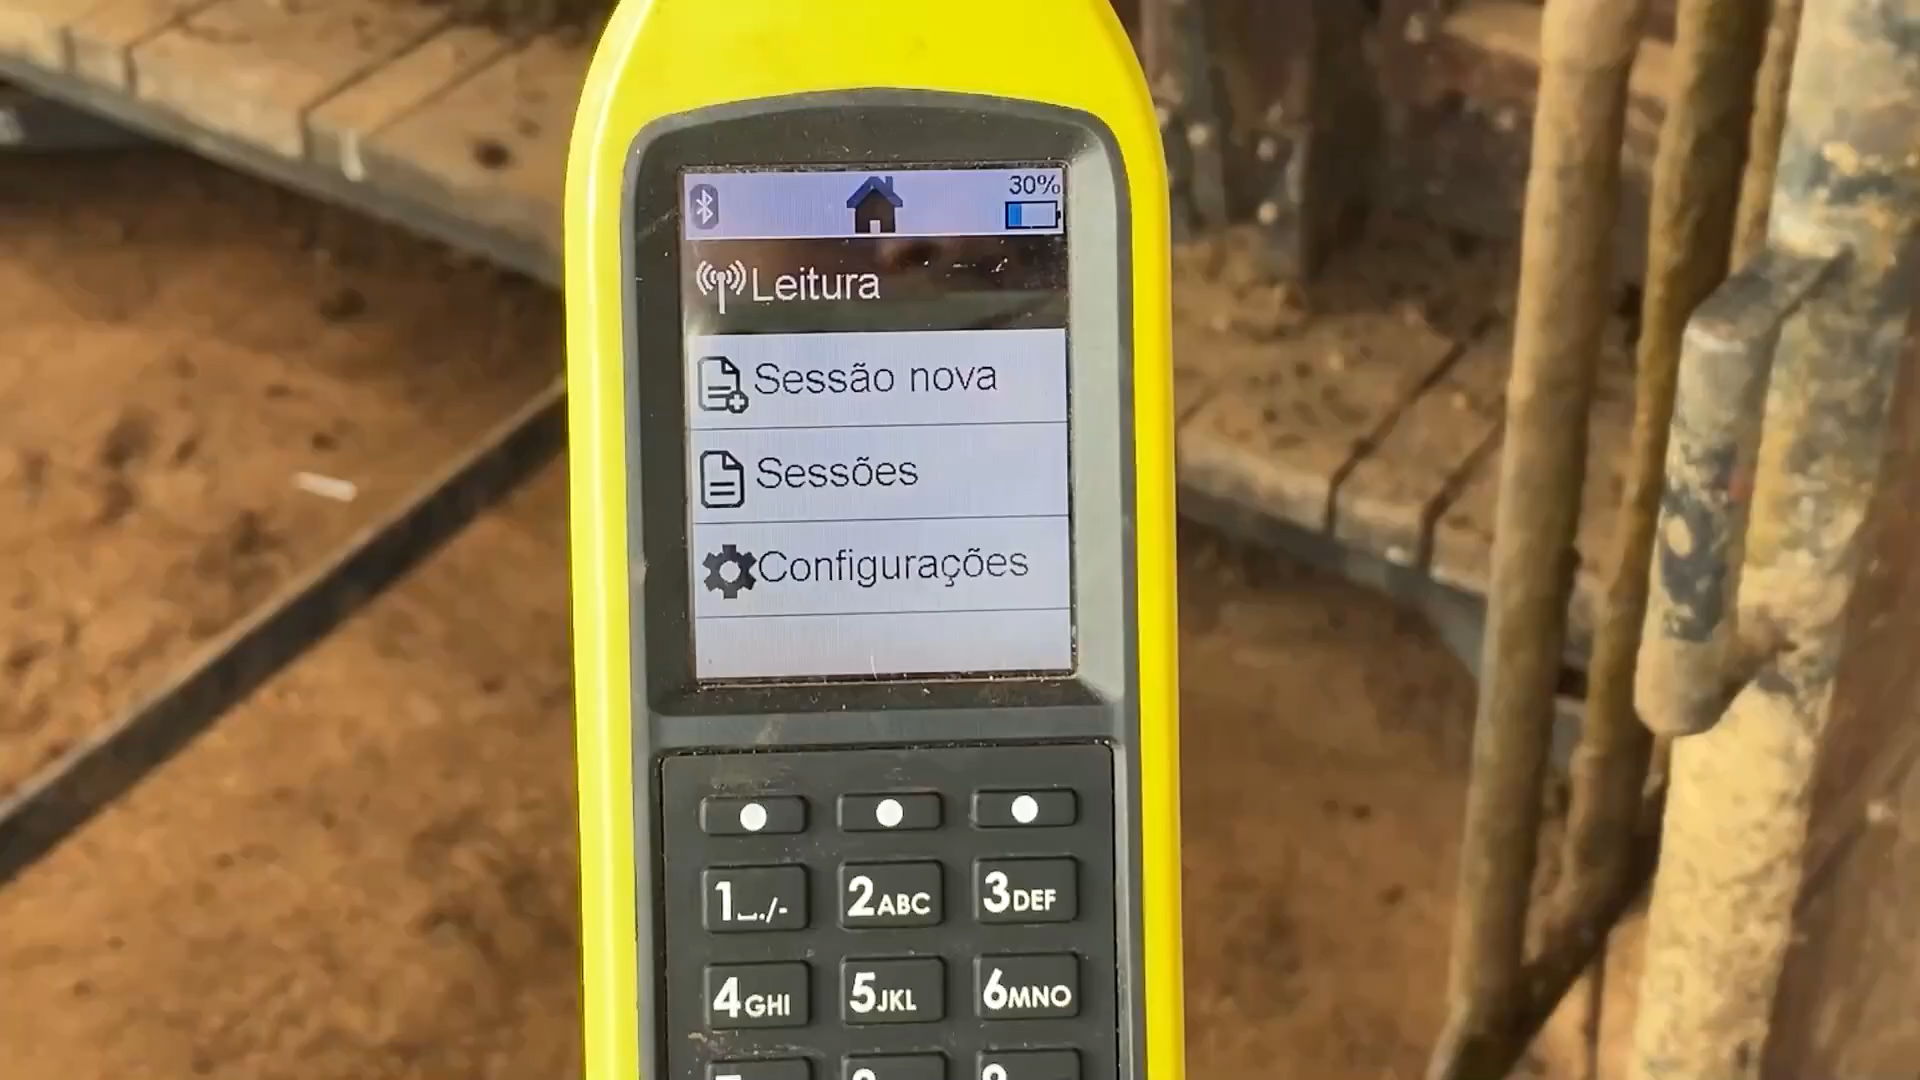 30%
Leitura
Sessão nova
Sessões
Configurações
1 ./- 2ABC 3DEF
4GHI 5JKL 6MNO